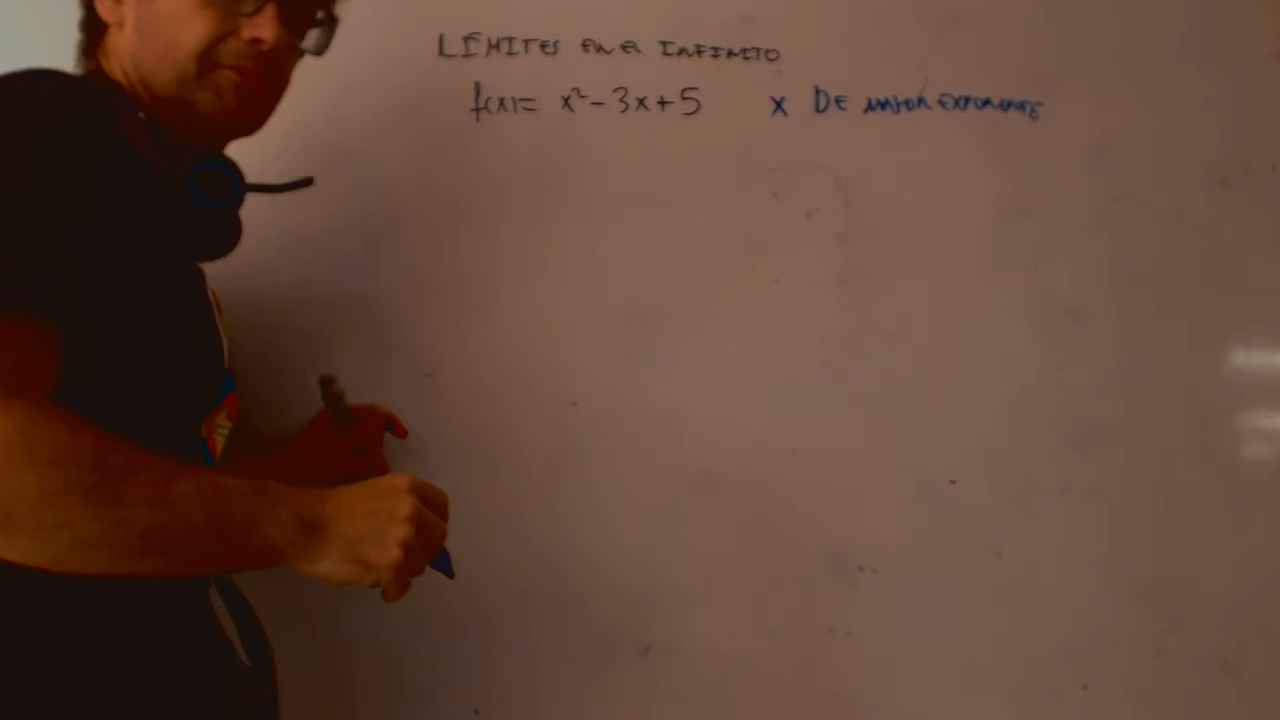 LÍMITES EN EL INFINITO
f(x)= x²-3x+5 x DE MAYOR EXPONENTE